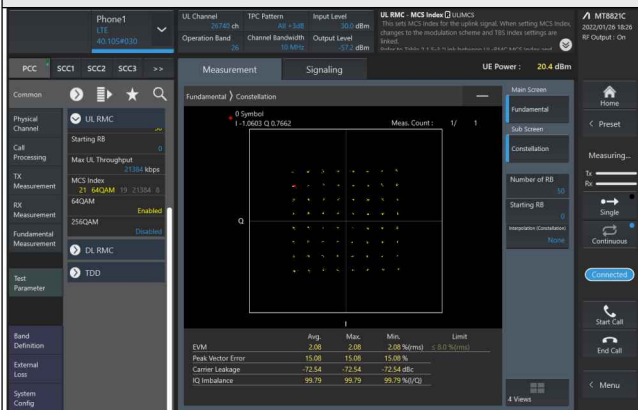 Phone1
LTE
40.105#030
UL Channel
26740 ch
TPC Pattern
Alt +3dB
Input Level
30.0 dBm
Operation Band
26
Channel Bandwidth
10 MHz
Output Level
-57.2 dBm
UL RMC - MCS Index ULIMCS
This sets MCS index for the uplink signal. When setting MCS Index,
changes to the modulation scheme and TBS Index settings are
linked.
MT8821C
2022/01/26 18:26
RF Output : On
PCC
SCC1
SCC2
SCC3
>>
Measurement
Signaling
UE Power : 20.4 dBm
Common
Physical
Channel
Call
Processing
TX
Measurement
RX
Measurement
Fundamental
Measurement
Test
Parameter
Band
Definition
External
Loss
System
Config
UL RMC
Starting RB
0
Max UL Throughput
21384 kbps
MCS Index
21 64QAM 19 21384 8
64QAM
Enabled
256QAM
Disabled
DL RMC
TDD
Fundamental Constellation
0 Symbol
I -1.0603 Q 0.7662
Meas. Count : 1/ 1
Q
I
Avg. Max. Min. Limit
EVM 2.08 2.08 2.08 %(rms) ≤ 8.0 %(rms)
Peak Vector Error 15.08 15.08 15.08 %
Carrier Leakage -72.54 -72.54 -72.54 dBc
IQ Imbalance 99.79 99.79 99.79 %(I/Q)
Main Screen
Fundamental
Sub Screen
Constellation
Number of RB
50
Starting RB
0
Interpolation (Constellation)
None
4 Views
Home
< Preset
Measuring...
Tx
Rx
Single
Continuous
Connected
Start Call
End Call
< Menu